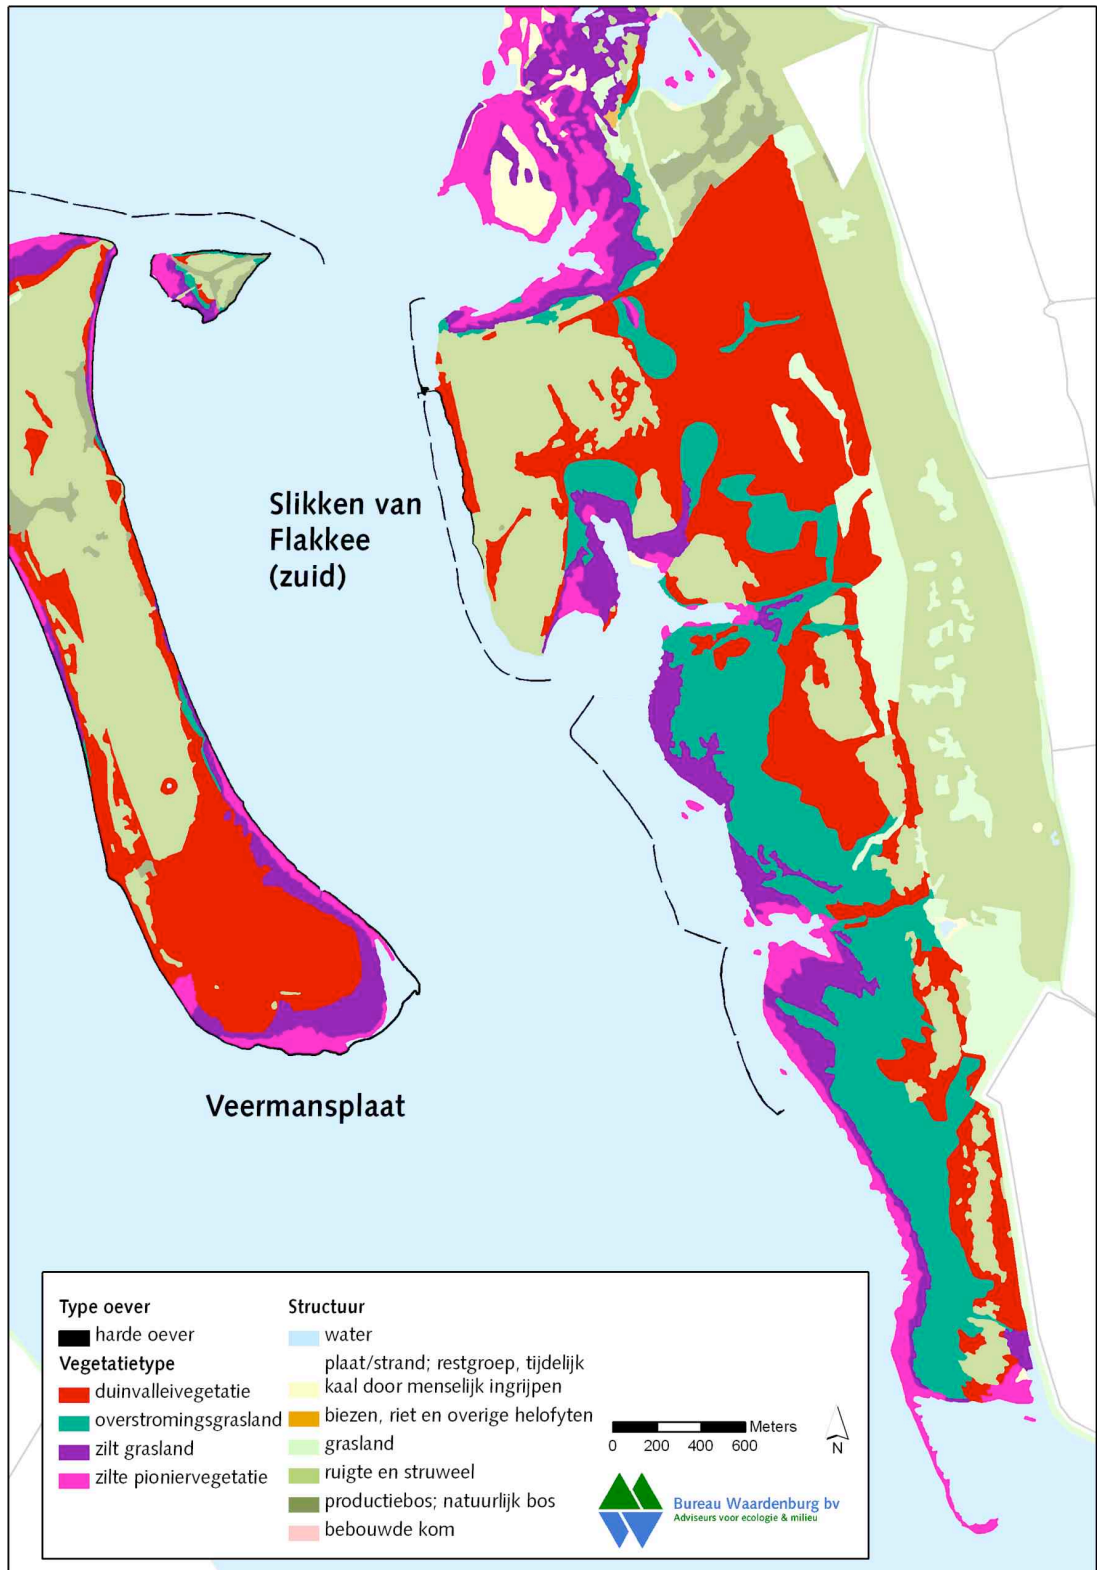 Slikken van
Flakkee
(zuid)
Veermansplaat
Type oever
harde oever
Vegetatietype
duinvalleivegetatie
overstromingsgrasland
zilt grasland
zilte pioniervegetatie
Structuur
water
plaat/strand; restgroep, tijdelijk
kaal door menselijk ingrijpen
biezen, riet en overige helofyten
grasland
ruigte en struweel
productiebos; natuurlijk bos
bebouwde kom
Meters
0 200 400 600
N
Bureau Waardenburg bv
Adviseurs voor ecologie & milieu